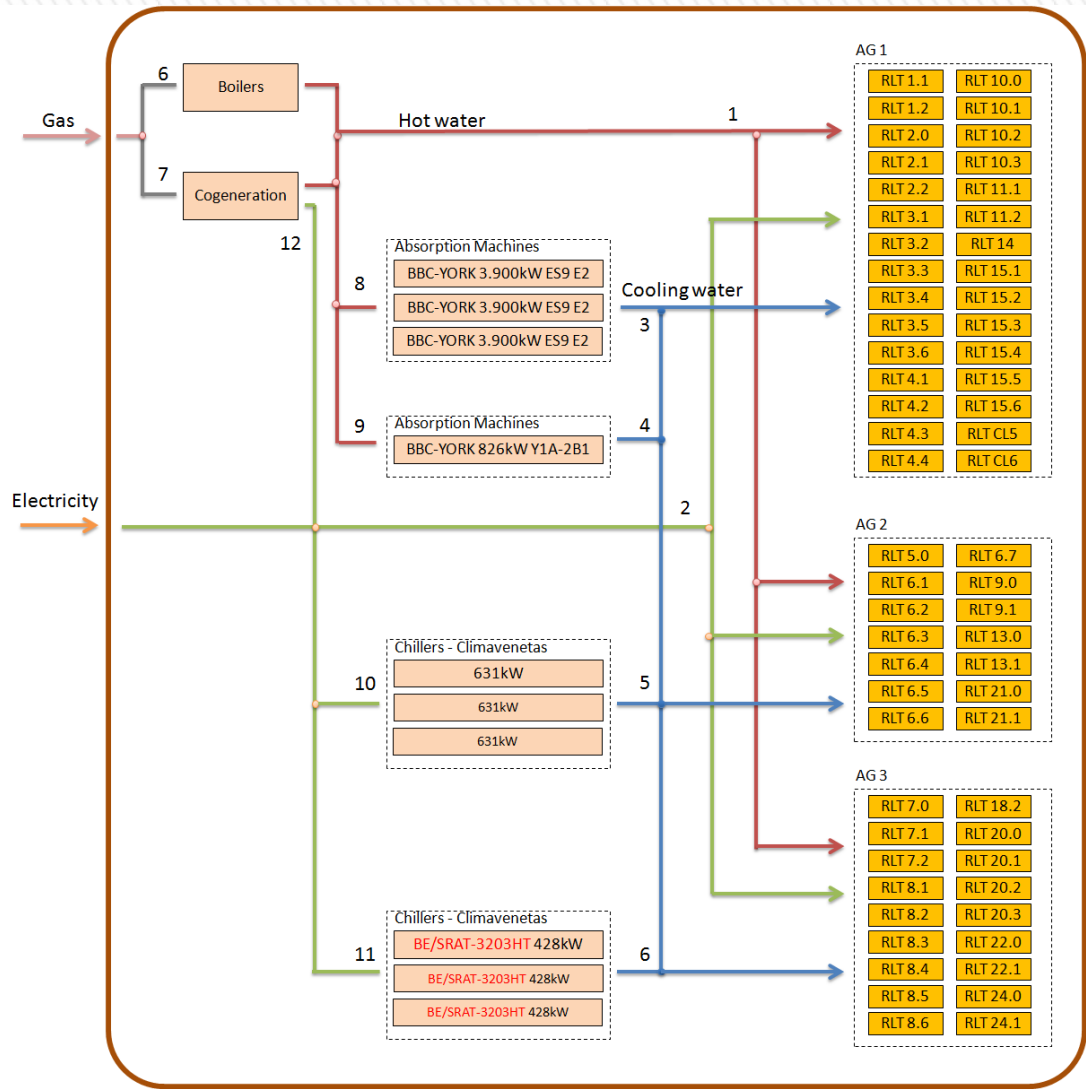 Gas
Electricity
6
Boilers
7
Cogeneration
12
Hot water
1
8
Absorption Machines
BBC-YORK 3.900kW ES9 E2
BBC-YORK 3.900kW ES9 E2
BBC-YORK 3.900kW ES9 E2
Cooling water
3
9
Absorption Machines
BBC-YORK 826kW Y1A-2B1
4
2
10
Chillers - Climavenetas
631kW
631kW
631kW
5
11
Chillers - Climavenetas
BE/SRAT-3203HT 428kW
BE/SRAT-3203HT 428kW
BE/SRAT-3203HT 428kW
6
AG 1
RLT 1.1 RLT 10.0
RLT 1.2 RLT 10.1
RLT 2.0 RLT 10.2
RLT 2.1 RLT 10.3
RLT 2.2 RLT 11.1
RLT 3.1 RLT 11.2
RLT 3.2 RLT 14
RLT 3.3 RLT 15.1
RLT 3.4 RLT 15.2
RLT 3.5 RLT 15.3
RLT 3.6 RLT 15.4
RLT 4.1 RLT 15.5
RLT 4.2 RLT 15.6
RLT 4.3 RLT CL5
RLT 4.4 RLT CL6
AG 2
RLT 5.0 RLT 6.7
RLT 6.1 RLT 9.0
RLT 6.2 RLT 9.1
RLT 6.3 RLT 13.0
RLT 6.4 RLT 13.1
RLT 6.5 RLT 21.0
RLT 6.6 RLT 21.1
AG 3
RLT 7.0 RLT 18.2
RLT 7.1 RLT 20.0
RLT 7.2 RLT 20.1
RLT 8.1 RLT 20.2
RLT 8.2 RLT 20.3
RLT 8.3 RLT 22.0
RLT 8.4 RLT 22.1
RLT 8.5 RLT 24.0
RLT 8.6 RLT 24.1